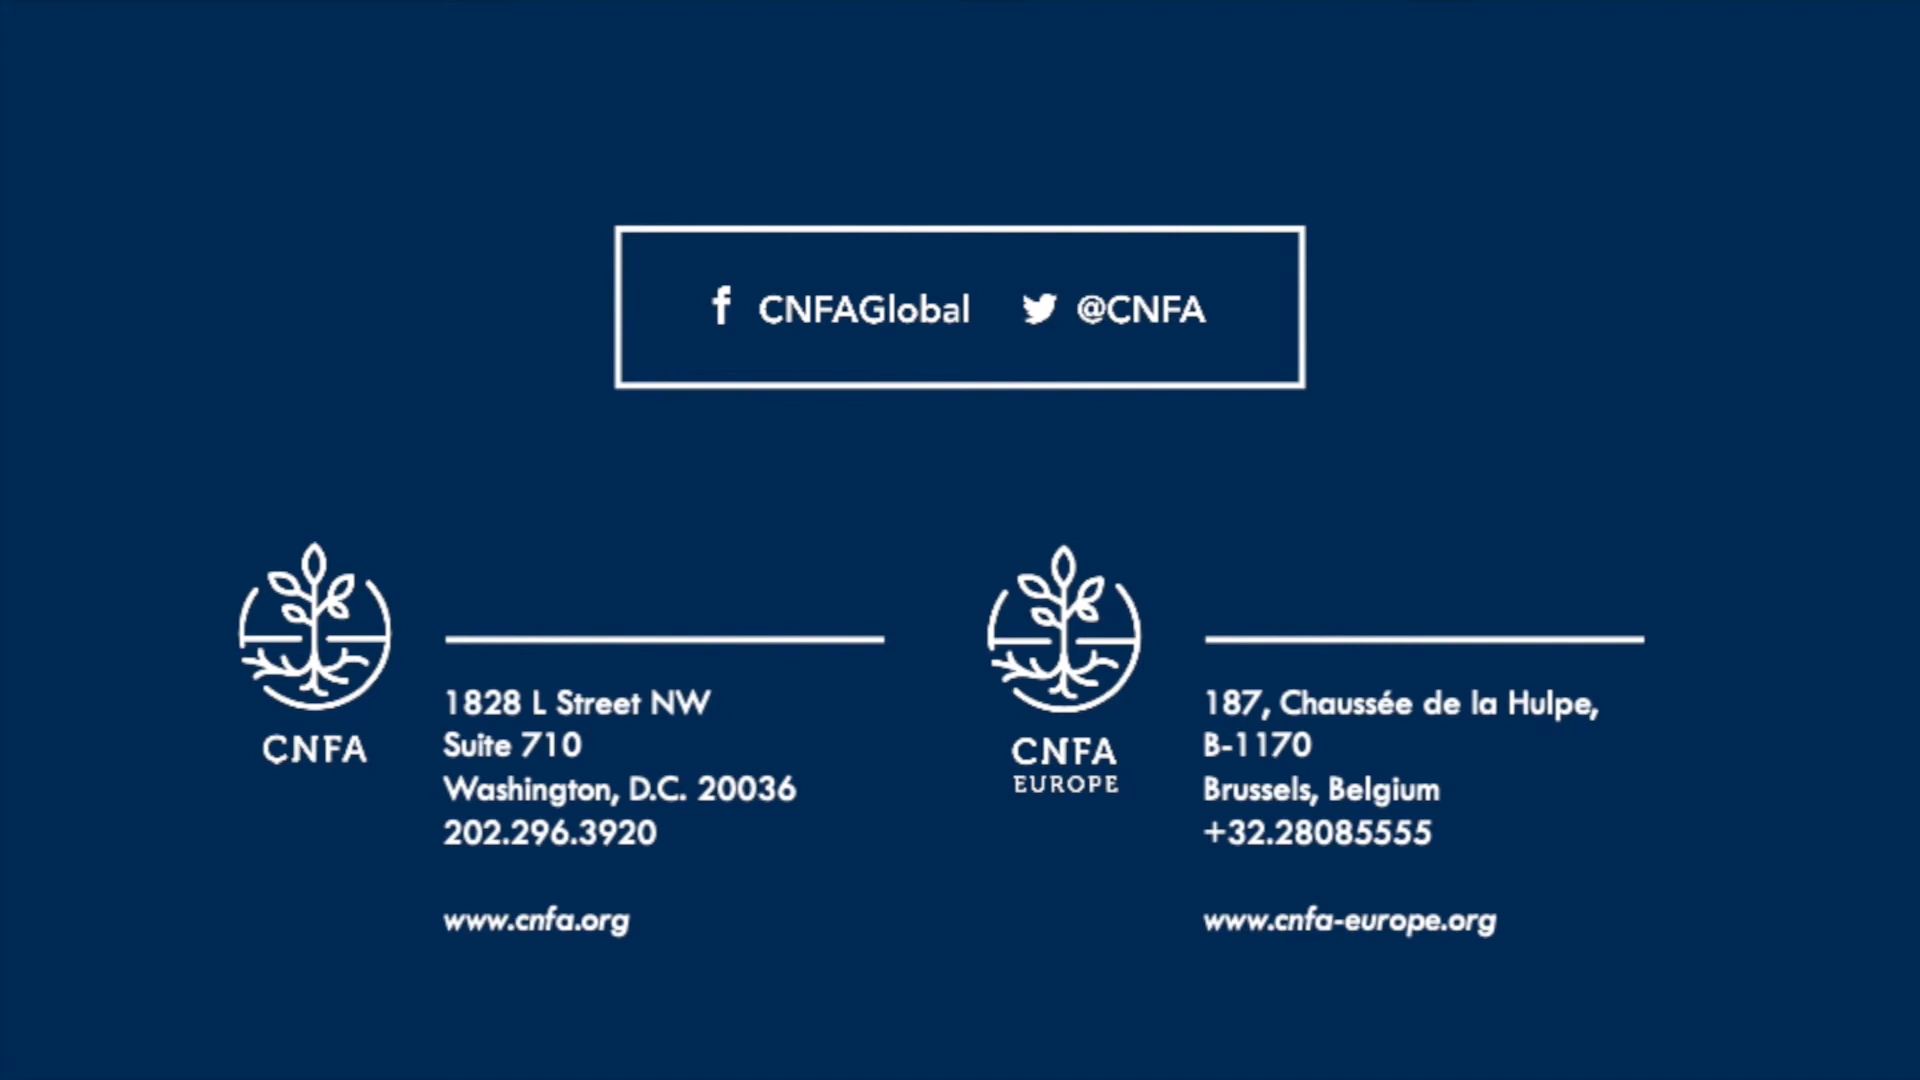 CNFAGlobal @CNFA
CNFA
1828 L Street NW
Suite 710
Washington, D.C. 20036
202.296.3920
www.cnfa.org
CNFA
EUROPE
187, Chaussée de la Hulpe,
B-1170
Brussels, Belgium
+32.28085555
www.cnfa-europe.org